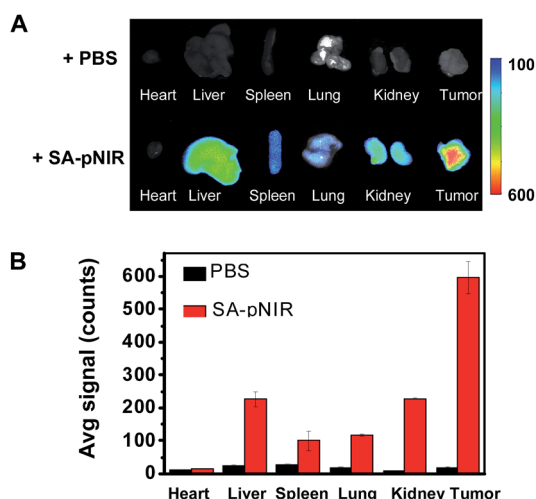 A
+ PBS
Heart Liver Spleen Lung Kidney Tumor
100
+ SA-pNIR
Heart Liver Spleen Lung Kidney Tumor
600
B
Avg signal (counts)
600
500
400
300
200
100
0
PBS
SA-pNIR
Heart Liver Spleen Lung Kidney Tumor